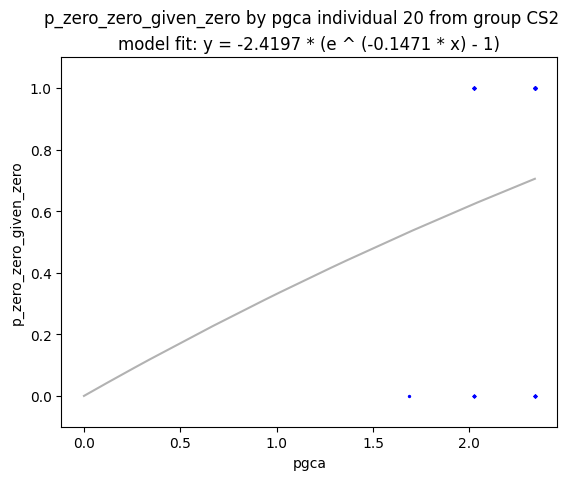 p_zero_zero_given_zero by pgca individual 20 from group CS2
model fit: y = -2.4197 * (e ^ (-0.1471 * x) - 1)
1.0
0.8
0.6
0.4
0.2
0.0
p_zero_zero_given_zero
0.0 0.5 1.0 1.5 2.0
pgca